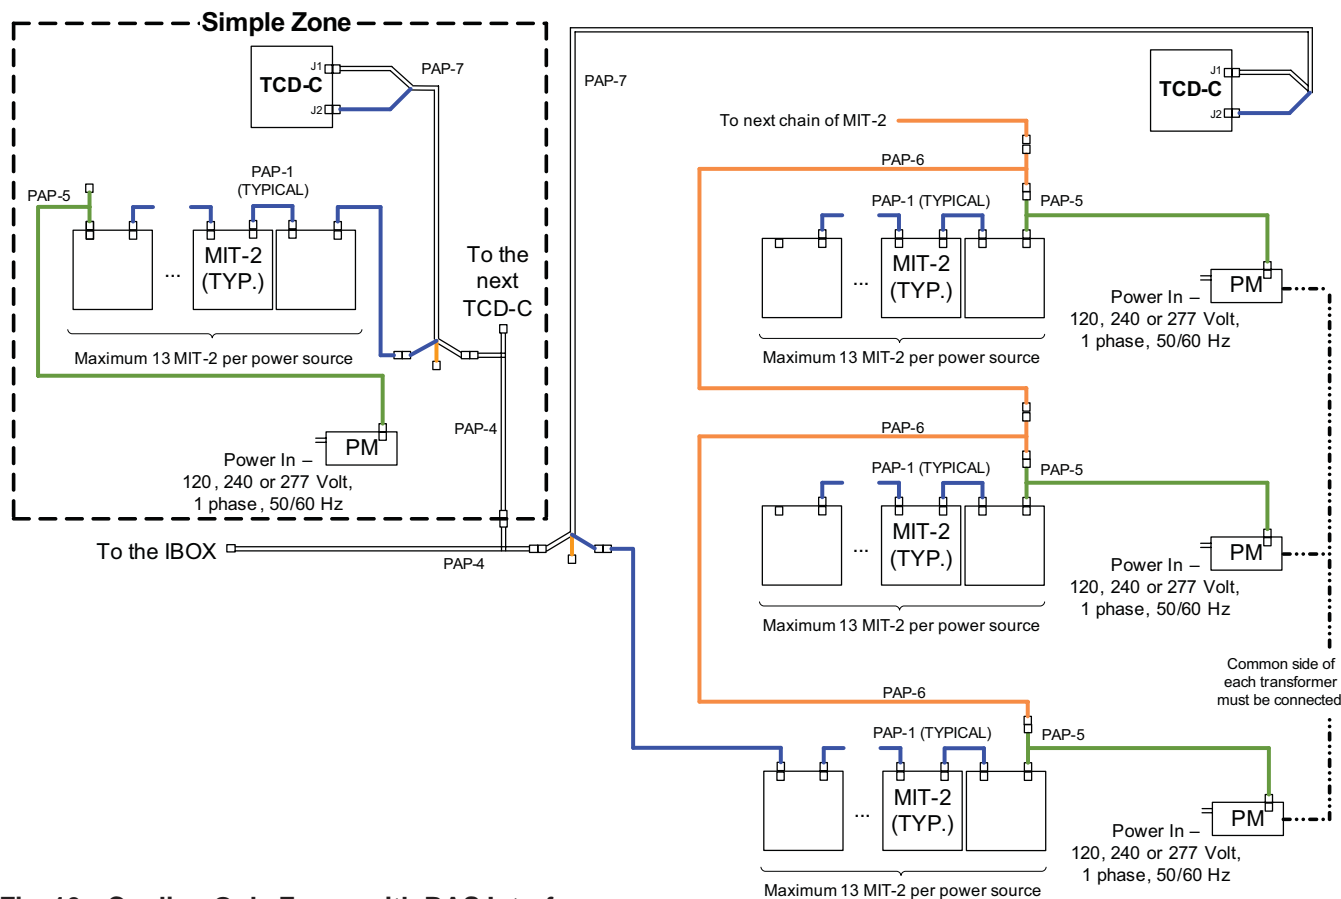 Simple Zone
J1
TCD-C
J2
PAP-7
PAP-1
(TYPICAL)
PAP-5
MIT-2
(TYP.)
...
Maximum 13 MIT-2 per power source
To the
next
TCD-C
PAP-4
PM
Power In –
120, 240 or 277 Volt,
1 phase, 50/60 Hz
To the IBOX
PAP-4
PAP-7
J1
TCD-C
J2
To next chain of MIT-2
PAP-6
PAP-1 (TYPICAL)
PAP-5
MIT-2
(TYP.)
...
PM
Power In –
120, 240 or 277 Volt,
1 phase, 50/60 Hz
Maximum 13 MIT-2 per power source
PAP-6
PAP-1 (TYPICAL)
PAP-5
MIT-2
(TYP.)
...
PM
Power In –
120, 240 or 277 Volt,
1 phase, 50/60 Hz
Maximum 13 MIT-2 per power source
Common side of
each transformer
must be connected
PAP-6
PAP-1 (TYPICAL)
PAP-5
MIT-2
(TYP.)
...
PM
Power In –
120, 240 or 277 Volt,
1 phase, 50/60 Hz
Maximum 13 MIT-2 per power source